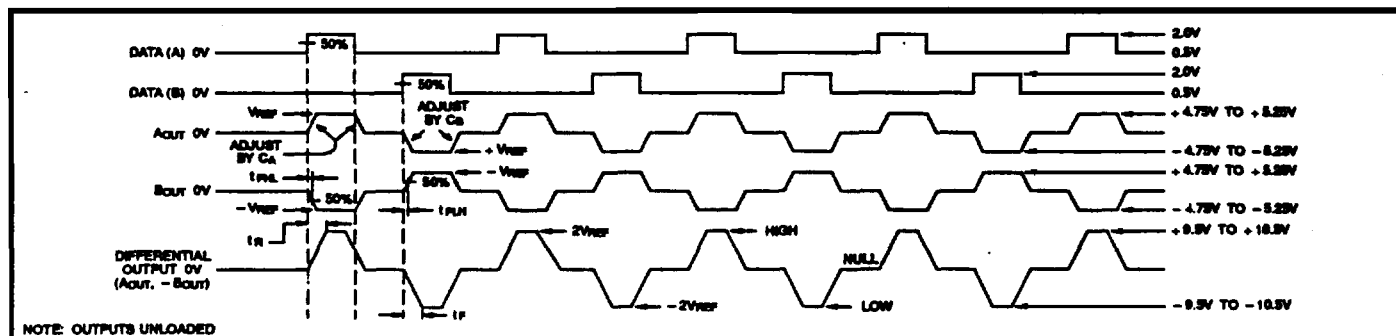 DATA (A) 0V
50%
2.0V
0.5V
DATA (B) 0V
50%
2.0V
0.5V
VREF
AOUT 0V
ADJUST
BY CA
ADJUST
BY CB
+ VREF
+ 4.75V TO + 5.25V
- 4.75V TO - 5.25V
tPHL
BOUT 0V
50%
- VREF
50%
- VREF
tPLH
+ 4.75V TO + 5.25V
- 4.75V TO - 5.25V
tR
DIFFERENTIAL
OUTPUT 0V
(AOUT. - BOUT)
2VREF
HIGH
NULL
+ 9.5V TO + 10.5V
tF
- 2VREF
LOW
- 9.5V TO - 10.5V
NOTE: OUTPUTS UNLOADED